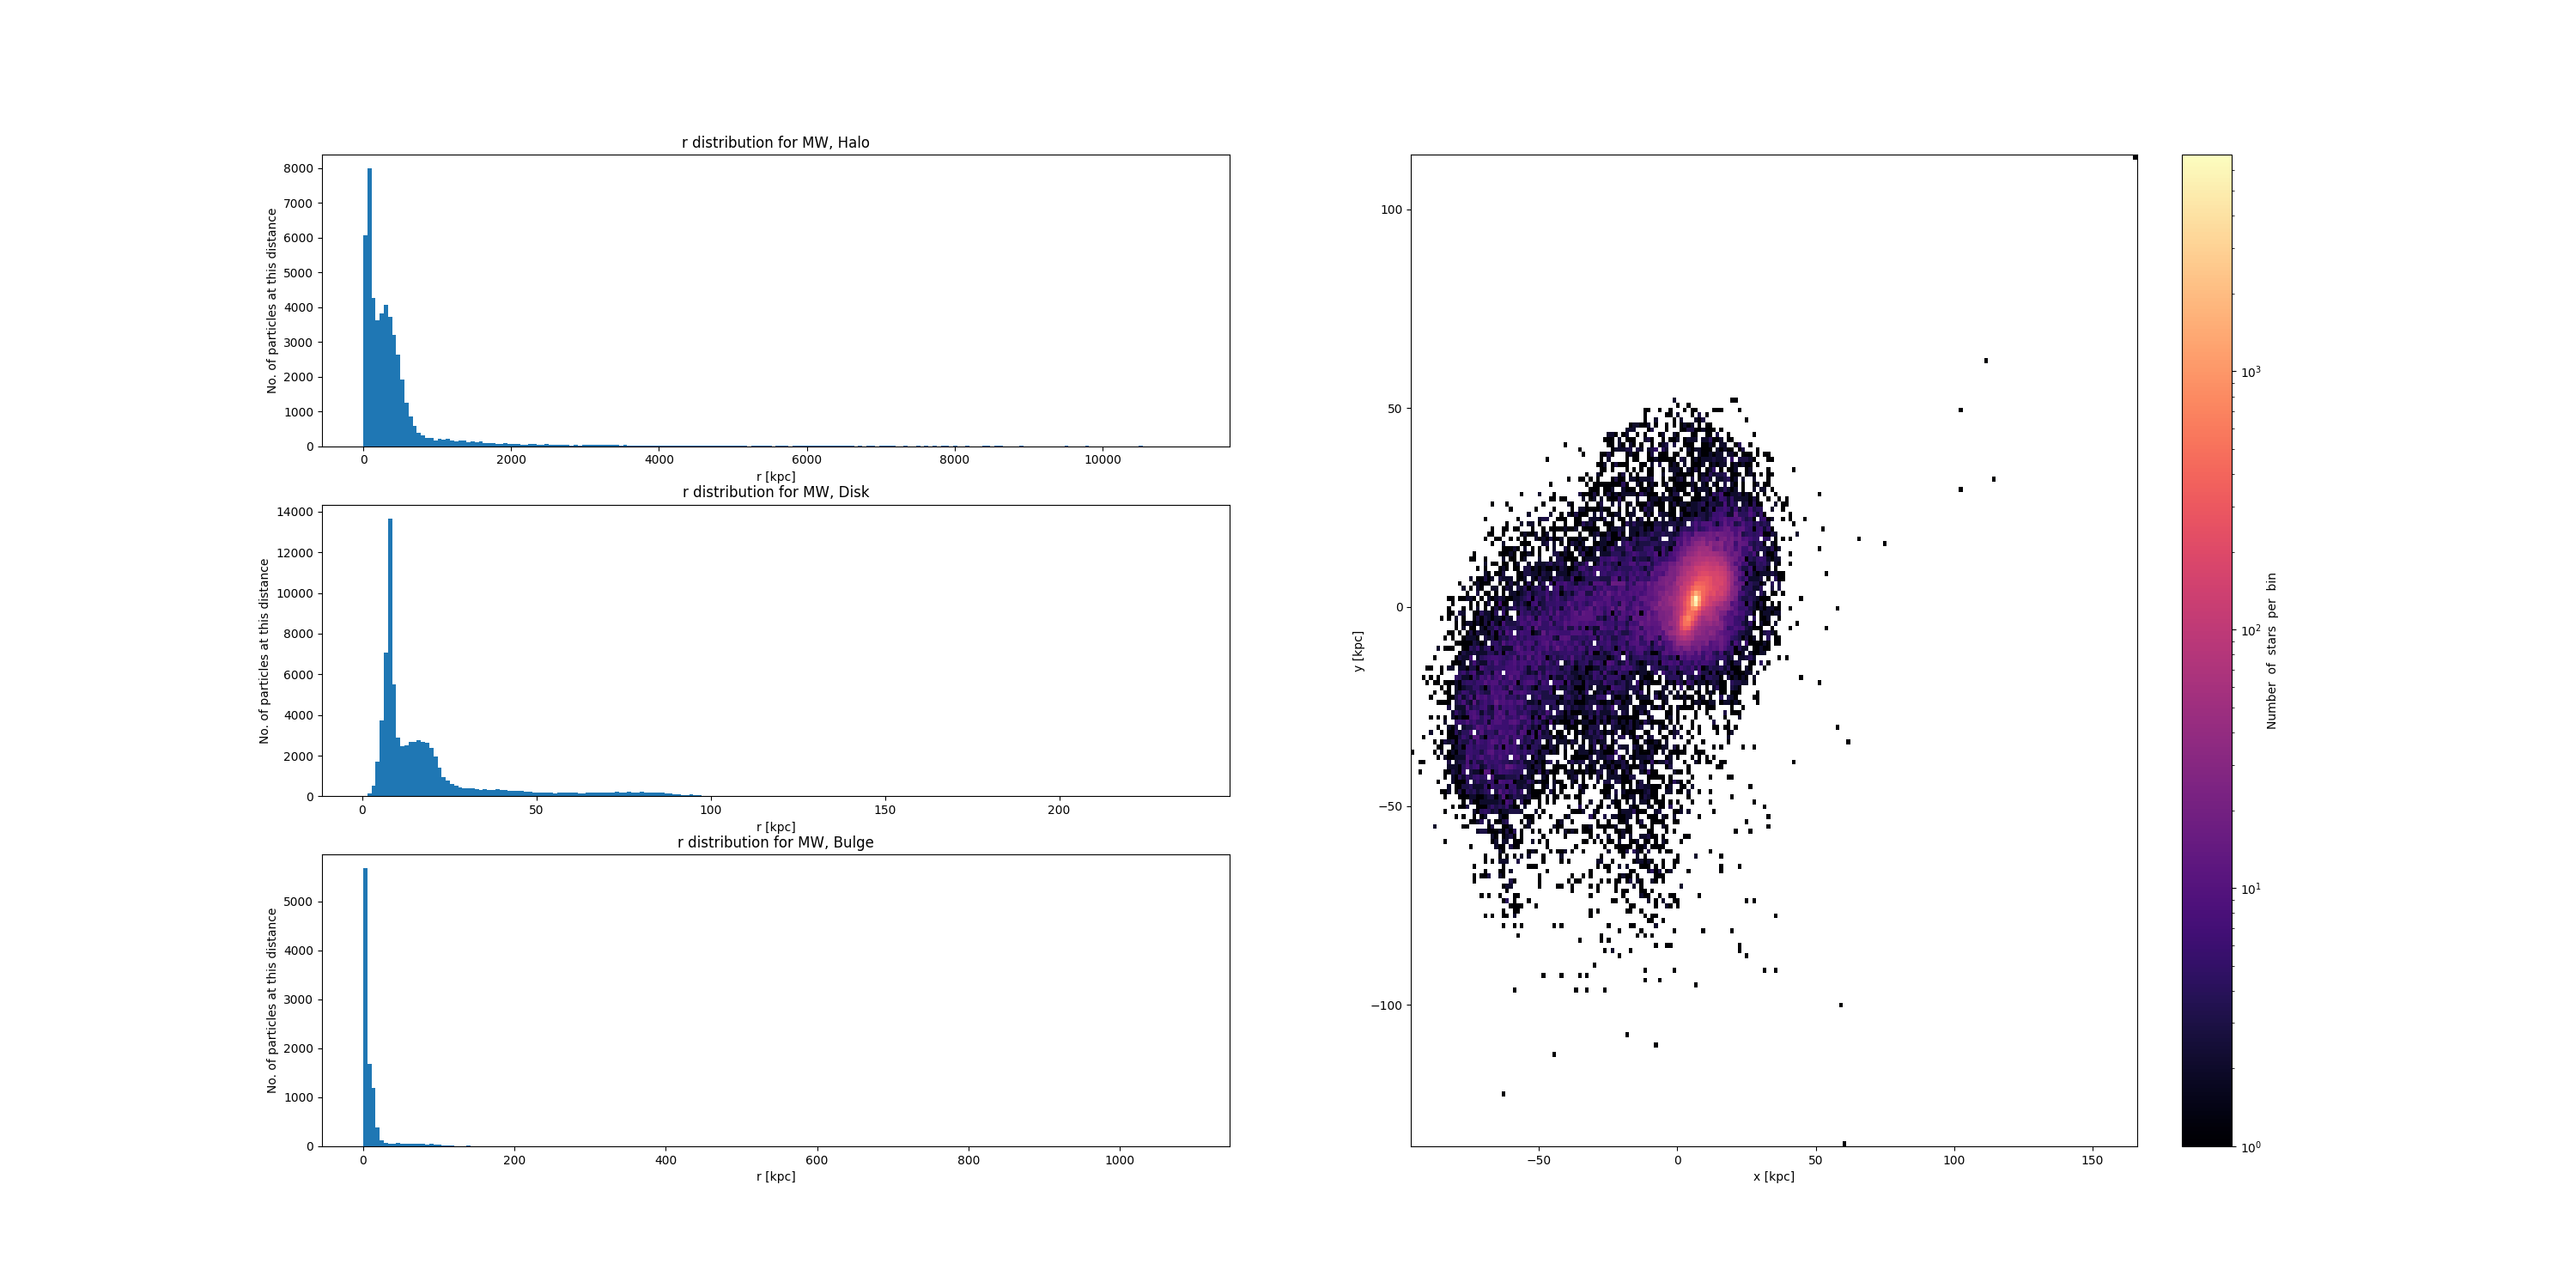 r distribution for MW, Halo
No. of particles at this distance
8000
7000
6000
5000
4000
3000
2000
1000
0
0 2000 4000 6000 8000 10000
r [kpc]
r distribution for MW, Disk
No. of particles at this distance
14000
12000
10000
8000
6000
4000
2000
0
0 50 100 150 200
r [kpc]
r distribution for MW, Bulge
No. of particles at this distance
5000
4000
3000
2000
1000
0
0 200 400 600 800 1000
r [kpc]
y [kpc]
100
50
0
−50
−100
−50 0 50 100 150
x [kpc]
10³
10²
10¹
10⁰
Number of stars per bin